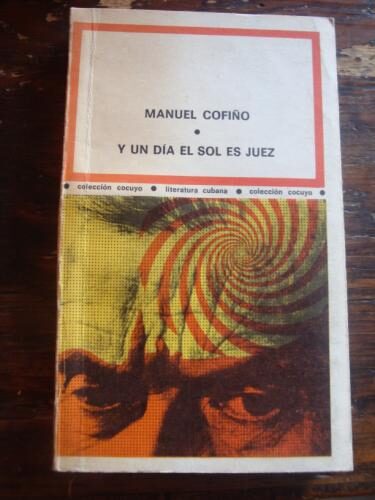 MANUEL COFIÑO
Y UN DÍA EL SOL ES JUEZ
• colección cocuyo • literatura cubana • colección cocuyo •